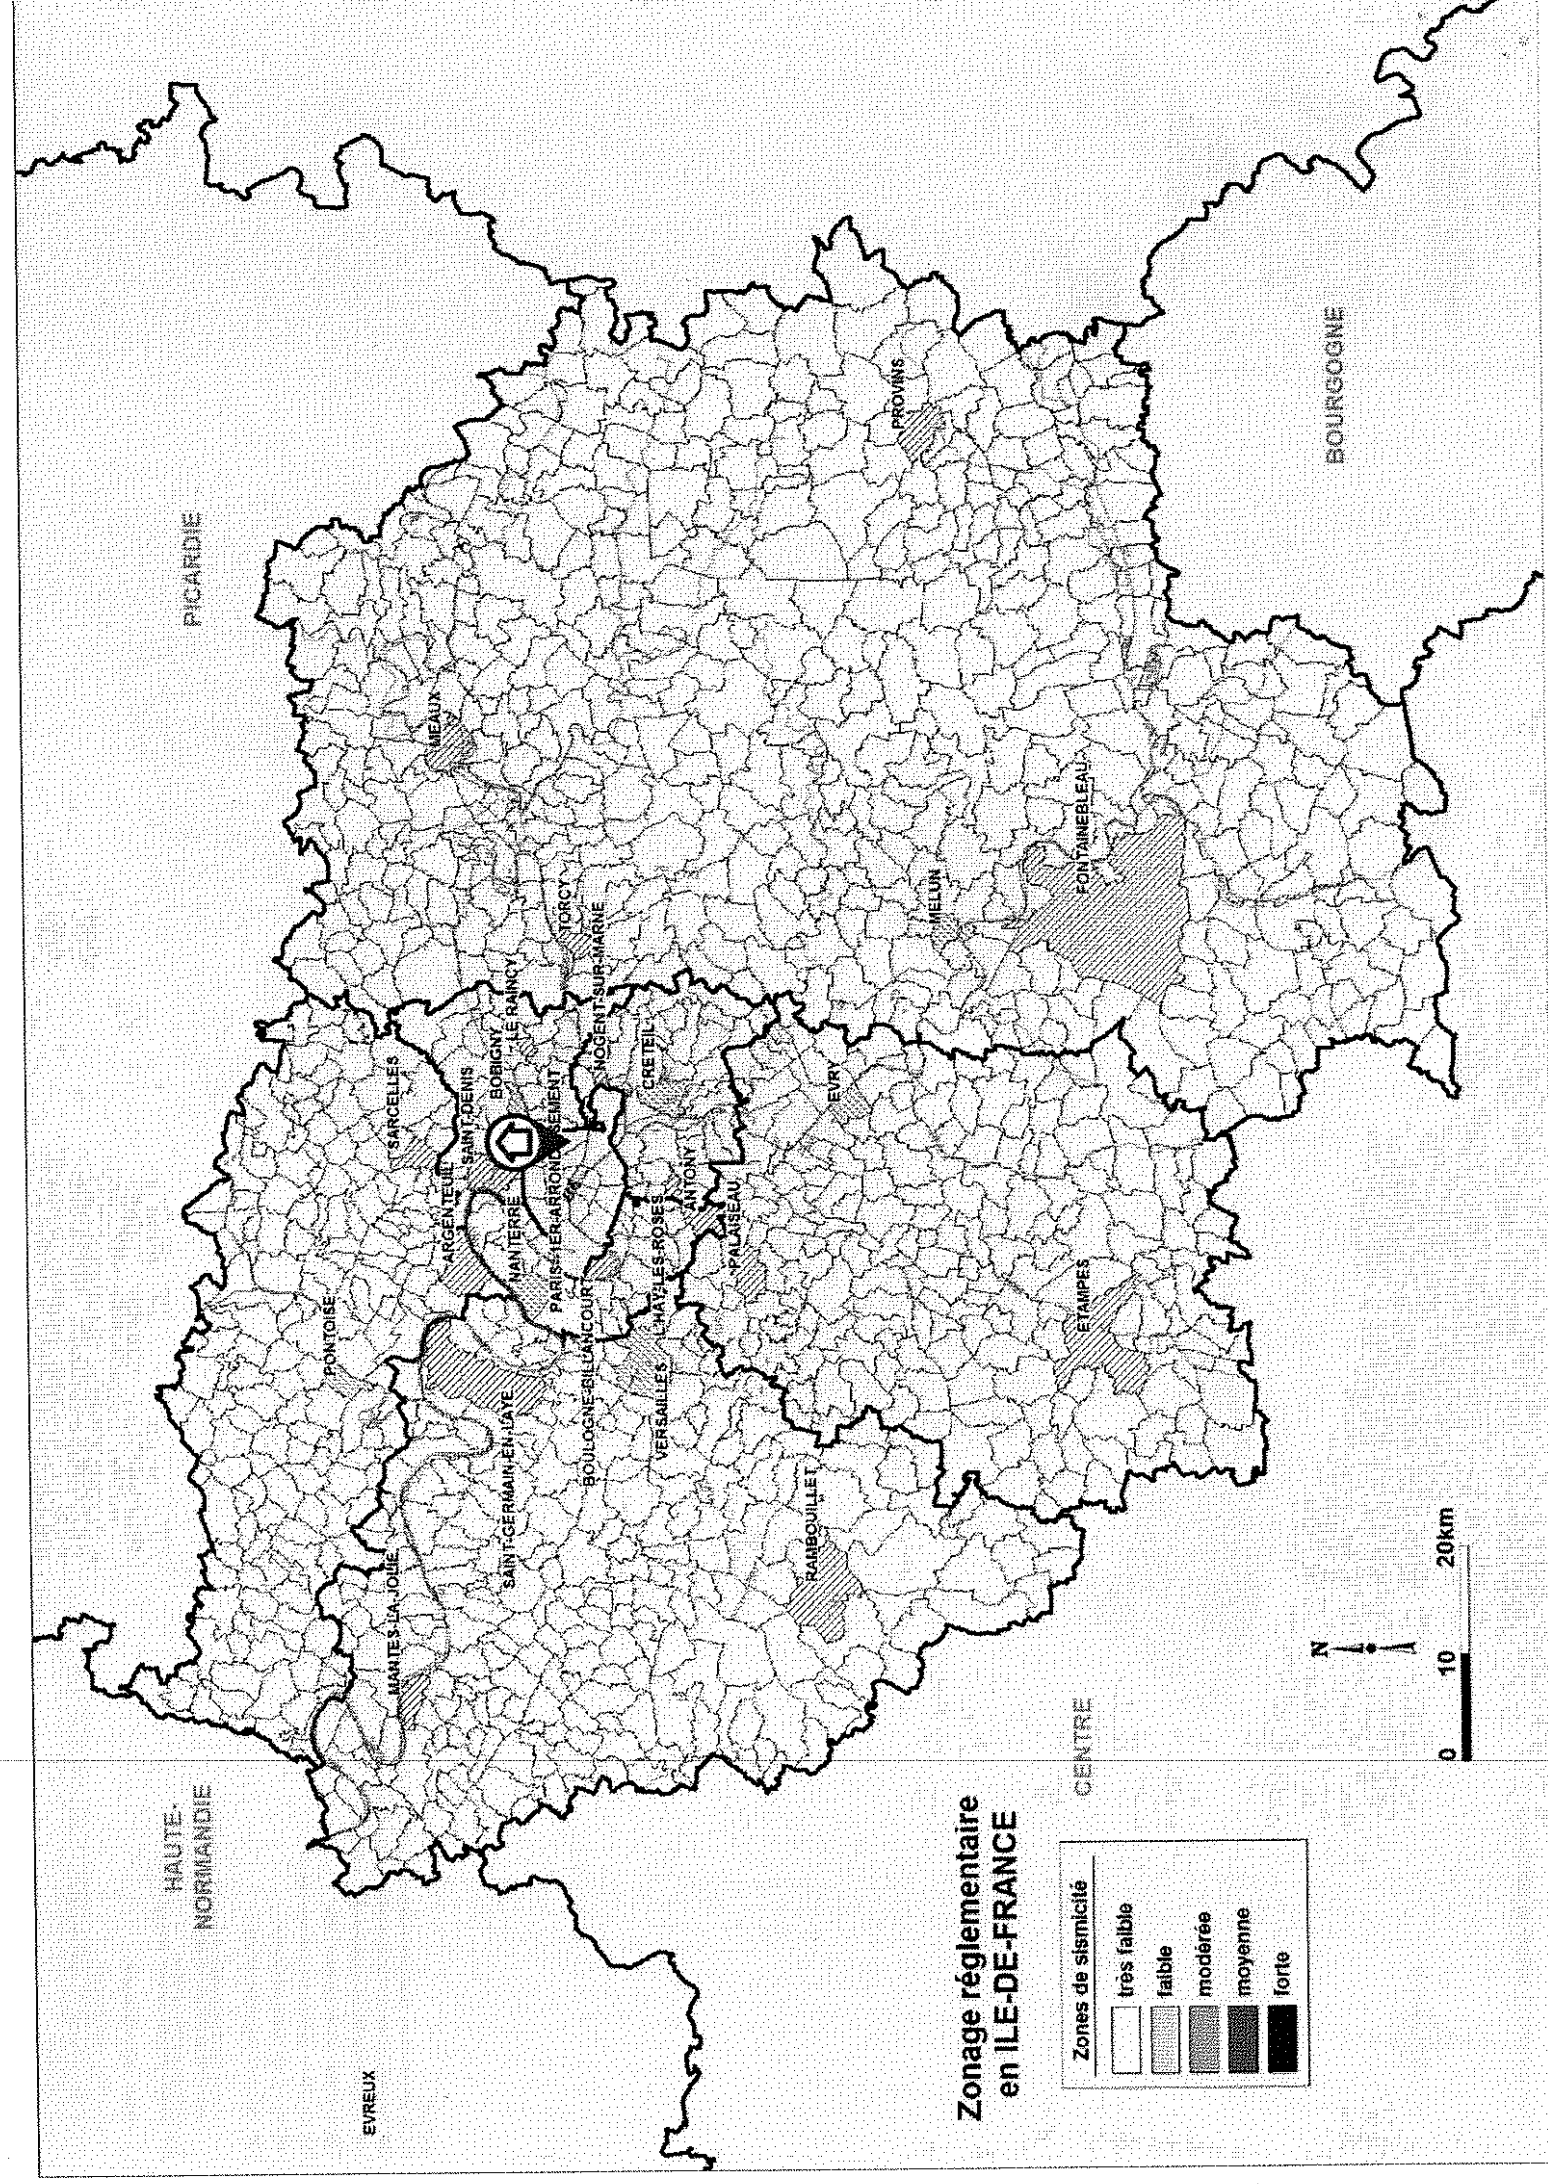 HAUTE-
NORMANDIE
PICARDIE
EVREUX
MANTES-LA-JOLIE
PONTOISE
SARCELLES
ARGENTEUIL
SAINT-DENIS
BOBIGNY
LE RAINCY
MEAUX
SAINT-GERMAIN-EN-LAYE
NANTERRE
PARIS-1ER-ARRONDISSEMENT
TORCY
NOGENT-SUR-MARNE
BOULOGNE-BILLANCOURT
L'HAY-LES-ROSES
CRETEIL
VERSAILLES
ANTONY
PALAISEAU
RAMBOUILLET
EVRY
MELUN
PROVINS
ETAMPES
FONTAINEBLEAU
CENTRE
BOURGOGNE
Zonage réglementaire
en ILE-DE-FRANCE
Zones de sismicité
très faible
faible
modérée
moyenne
forte
N
0 10 20km